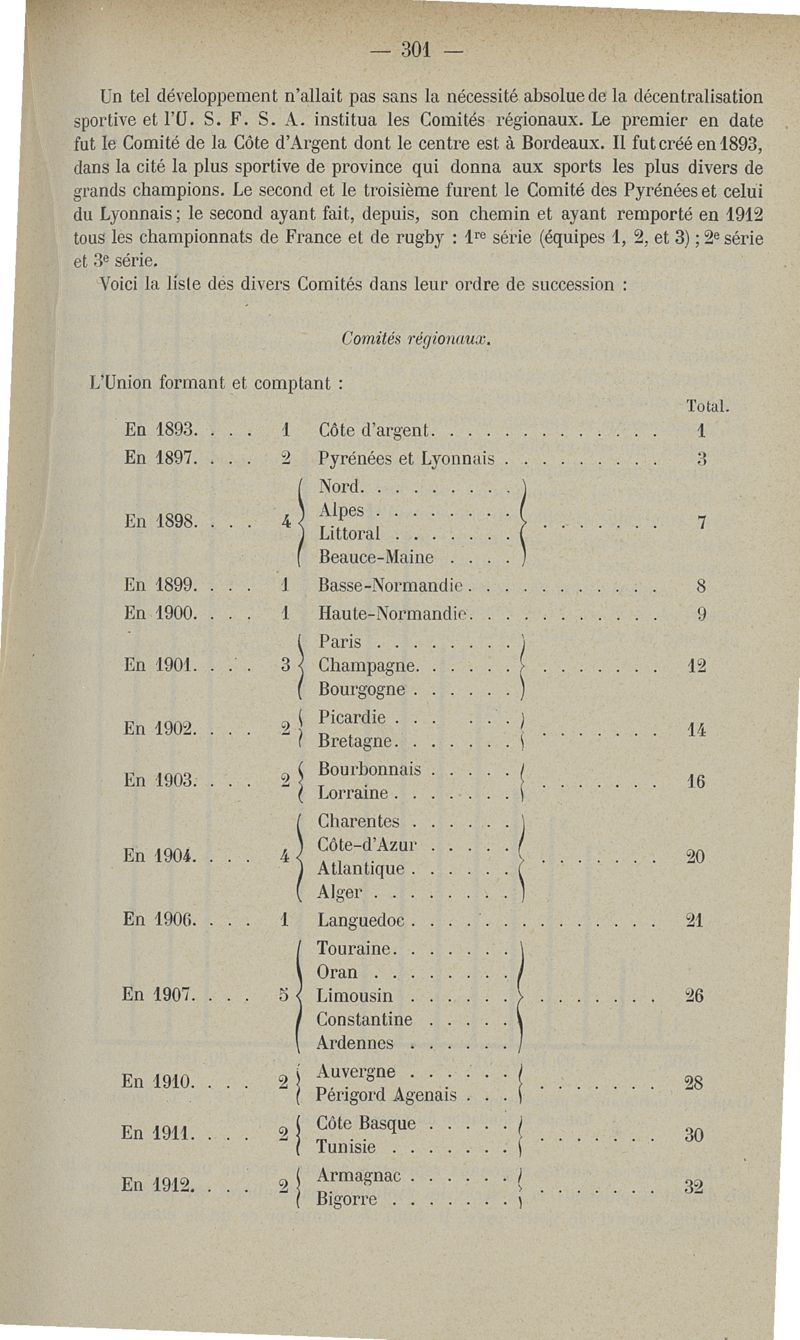 — 301 —
Un tel développement n'allait pas sans la nécessité absolue de la décentralisation
sportive et l'U. S. F. S. A. institua les Comités régionaux. Le premier en date
fut le Comité de la Côte d'Argent dont le centre est à Bordeaux. Il fut créé en 1893,
dans la cité la plus sportive de province qui donna aux sports les plus divers de
grands champions. Le second et le troisième furent le Comité des Pyrénées et celui
du Lyonnais; le second ayant fait, depuis, son chemin et ayant remporté en 1912
tous les championnats de France et de rugby : 1re série (équipes 1, 2, et 3) ; 2e série
et 3e série.
Voici la liste des divers Comités dans leur ordre de succession :
Comités régionaux.
L'Union formant et comptant :
Total.
En 1893. . . . 1 Côte d'argent. . . . . . . . . . . . . 1
En 1897. . . . 2 Pyrénées et Lyonnais . . . . . . . . . 3
Nord. . . . . . . . .
Alpes . . . . . . . .
En 1898. . . . 4 . . . . . . . 7
Littoral . . . . . . .
Beauce-Maine . . . .
En 1899. . . . 1 Basse-Normandie. . . . . . . . . . . 8
En 1900. . . . 1 Haute-Normandie. . . . . . . . . . . 9
Paris . . . . . . . .
En 1901. . . . 3 Champagne. . . . . . . . . . . . . 12
Bourgogne . . . . . .
Picardie . . . . . . .
En 1902. . . . 2 . . . . . . . 14
Bretagne. . . . . . .
Bourbonnais . . . . .
En 1903. . . . 2 . . . . . . . 16
Lorraine . . . . . . .
Charentes . . . . . .
Côte-d'Azur . . . . .
En 1904. . . . 4 . . . . . . . 20
Atlantique . . . . . .
Alger . . . . . . . .
En 1906. . . . 1 Languedoc . . . . . . . . . . . . . . 21
Touraine. . . . . . .
Oran . . . . . . . .
En 1907. . . . 5 Limousin . . . . . . . . . . . . . 26
Constantine . . . . .
Ardennes . . . . . .
Auvergne . . . . . .
En 1910. . . . 2 . . . . . . . 28
Périgord Agenais . . .
Côte Basque . . . . .
En 1911. . . . 2 . . . . . . . 30
Tunisie . . . . . . .
Armagnac . . . . . .
En 1912. . . . 2 . . . . . . . 32
Bigorre . . . . . . .